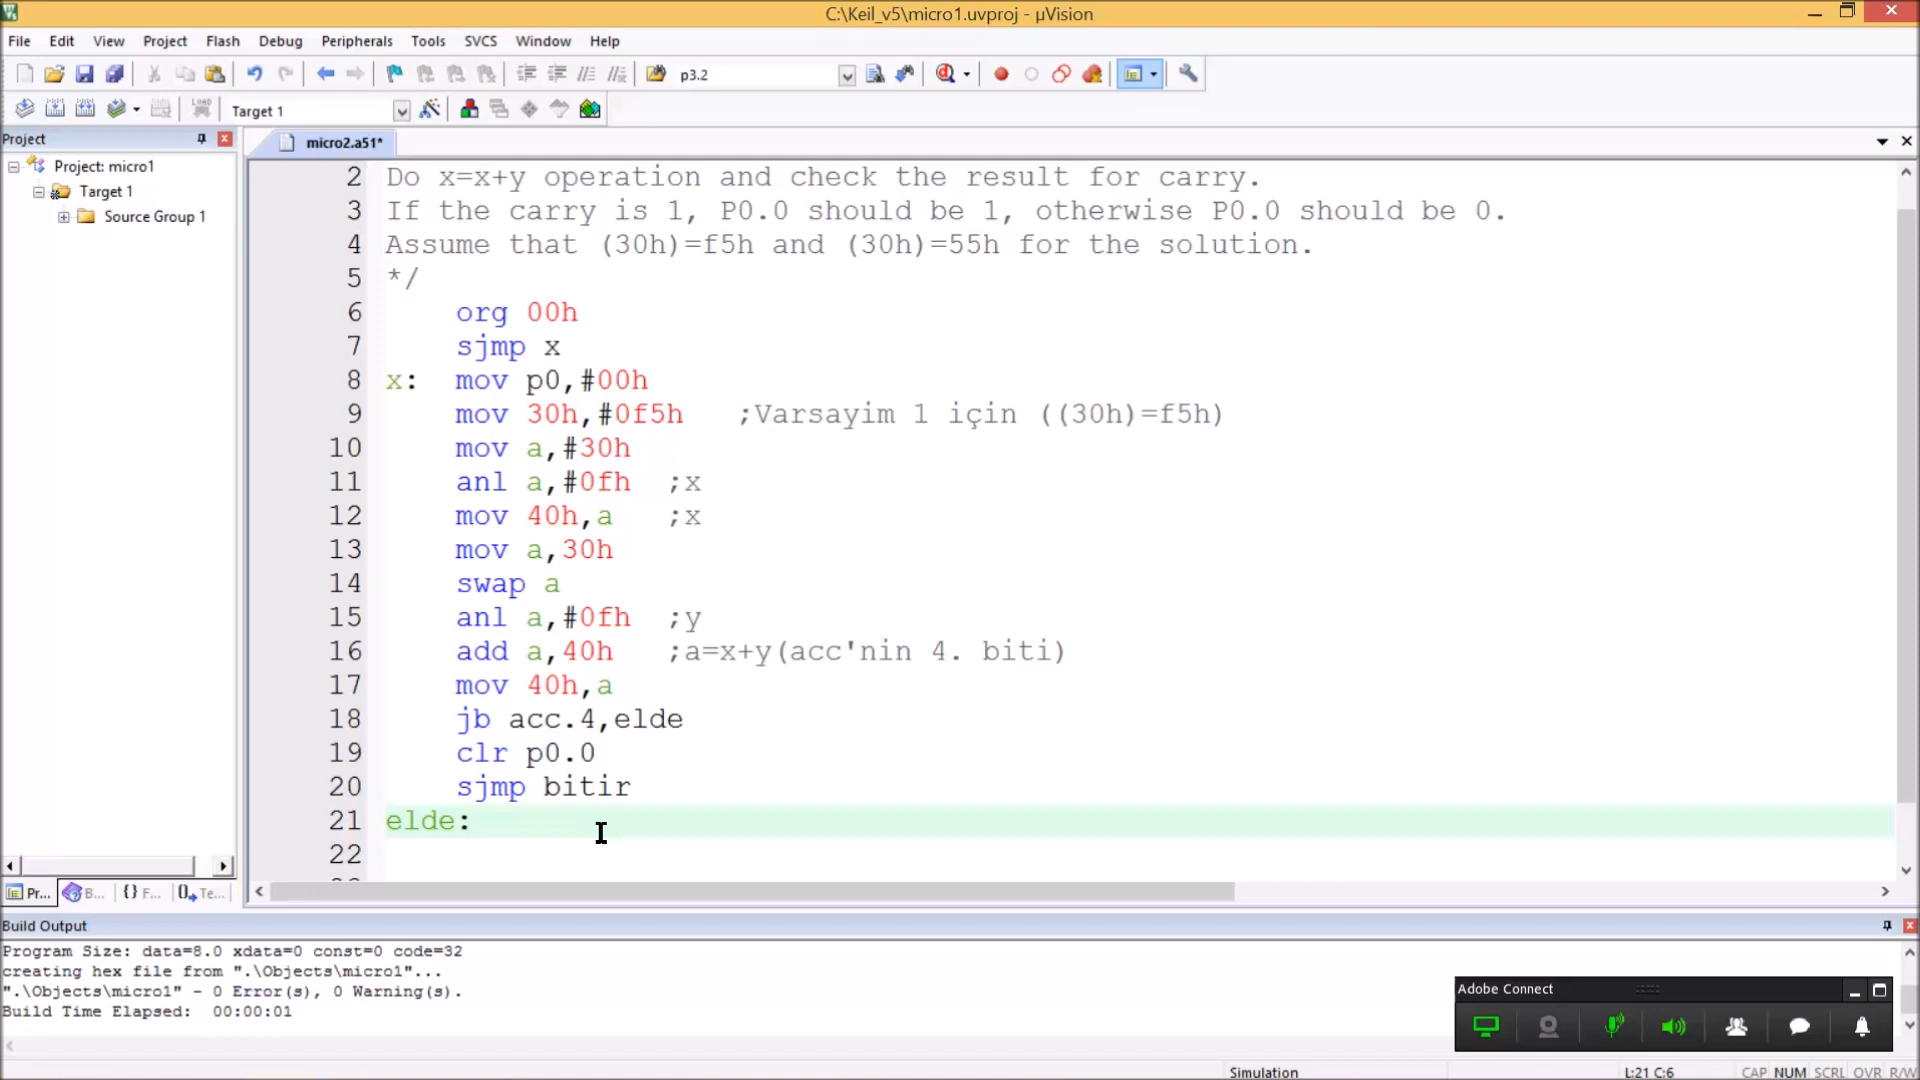 C:\Keil_v5\micro1.uvproj - µVision
File Edit View Project Flash Debug Peripherals Tools SVCS Window Help
p3.2
LOAD Target 1
Project
micro2.a51*
Project: micro1
Target 1
Source Group 1
2 Do x=x+y operation and check the result for carry.
3 If the carry is 1, P0.0 should be 1, otherwise P0.0 should be 0.
4 Assume that (30h)=f5h and (30h)=55h for the solution.
5 */
6 org 00h
7 sjmp x
8 x: mov p0,#00h
9 mov 30h,#0f5h ;Varsayim 1 için ((30h)=f5h)
10 mov a,#30h
11 anl a,#0fh ;x
12 mov 40h,a ;x
13 mov a,30h
14 swap a
15 anl a,#0fh ;y
16 add a,40h ;a=x+y(acc'nin 4. biti)
17 mov 40h,a
18 jb acc.4,elde
19 clr p0.0
20 sjmp bitir
21 elde:
22
Pr... B... {} F... Te...
Build Output
Program Size: data=8.0 xdata=0 const=0 code=32
creating hex file from ".\Objects\micro1"...
".\Objects\micro1" - 0 Error(s), 0 Warning(s).
Build Time Elapsed: 00:00:01
Adobe Connect
Simulation L:21 C:6 CAP NUM SCRL OVR R/W